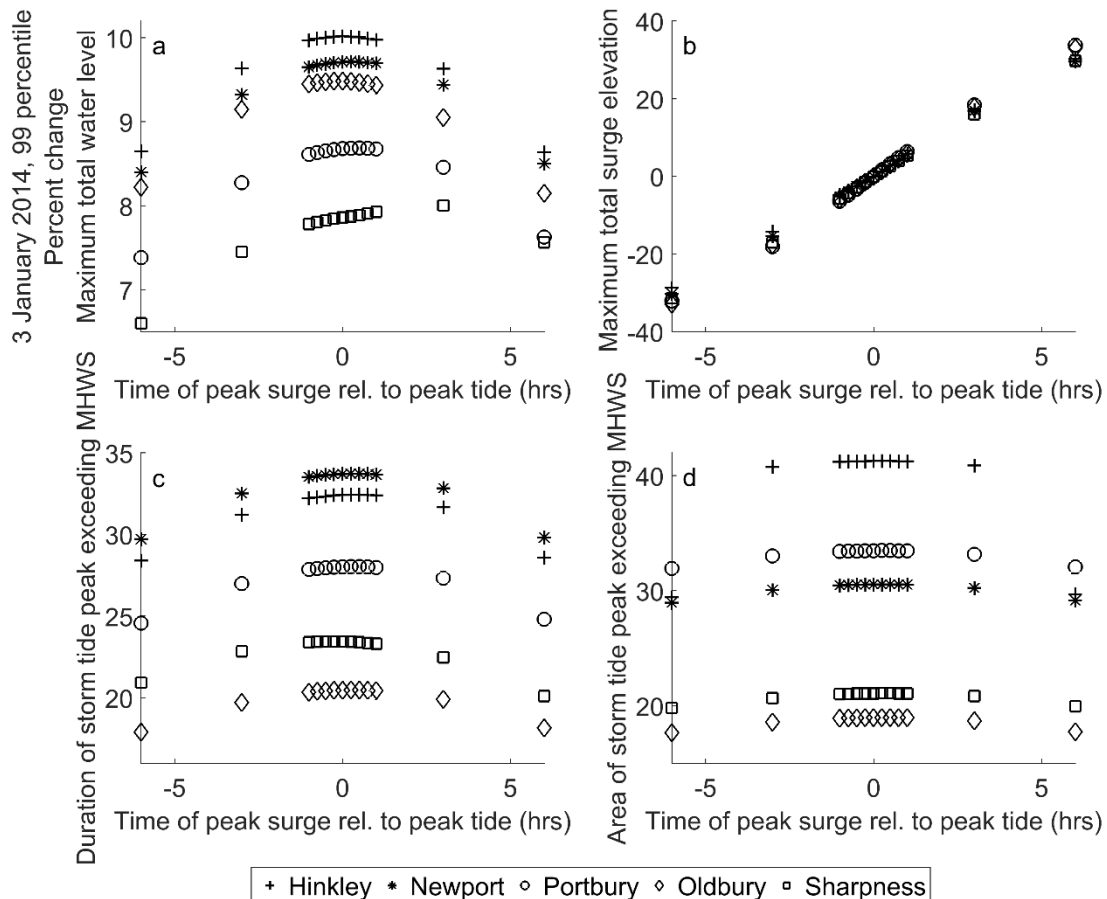 3 January 2014, 99 percentile
Percent change
Maximum total water level
a
10
9
8
7
-5
0
5
Time of peak surge rel. to peak tide (hrs)
Maximum total surge elevation
b
40
20
0
-20
-40
-5
0
5
Time of peak surge rel. to peak tide (hrs)
Duration of storm tide peak exceeding MHWS
c
35
30
25
20
-5
0
5
Time of peak surge rel. to peak tide (hrs)
Area of storm tide peak exceeding MHWS
d
40
30
20
-5
0
5
Time of peak surge rel. to peak tide (hrs)
Hinkley Newport Portbury Oldbury Sharpness